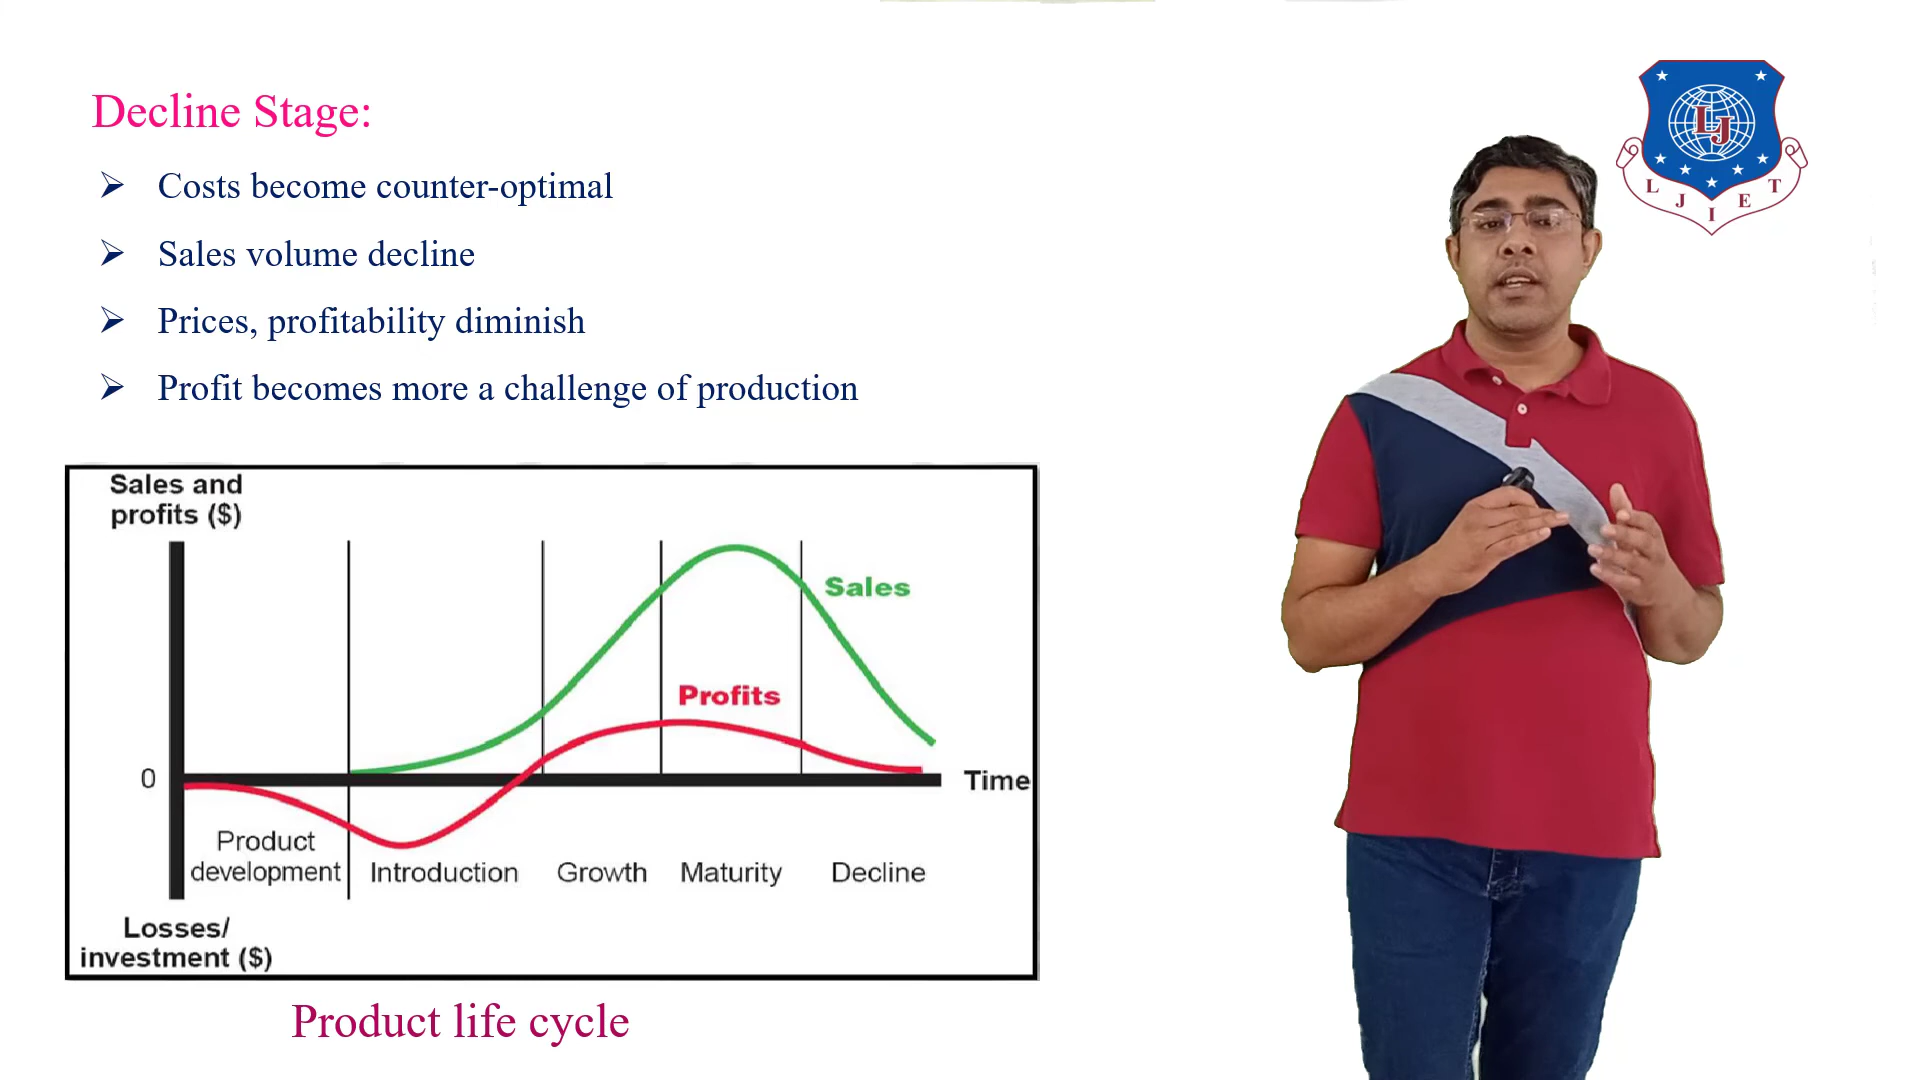 Decline Stage:
➢ Costs become counter-optimal
➢ Sales volume decline
➢ Prices, profitability diminish
➢ Profit becomes more a challenge of production
Sales and
profits ($)
Sales
Profits
0
Time
Product
development
Introduction
Growth
Maturity
Decline
Losses/
investment ($)
Product life cycle
LJ
L J I E T